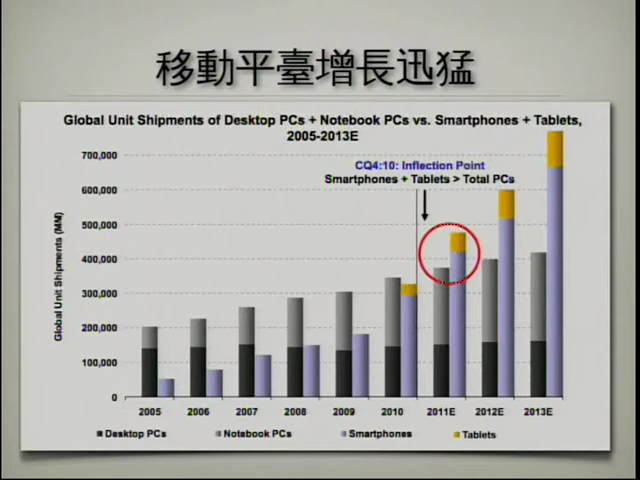 移動平臺增長迅猛
Global Unit Shipments of Desktop PCs + Notebook PCs vs. Smartphones + Tablets,
2005-2013E
CQ4:10: Inflection Point
Smartphones + Tablets > Total PCs
Global Unit Shipments (MM)
700,000
600,000
500,000
400,000
300,000
200,000
100,000
0
2005 2006 2007 2008 2009 2010 2011E 2012E 2013E
Desktop PCs Notebook PCs Smartphones Tablets